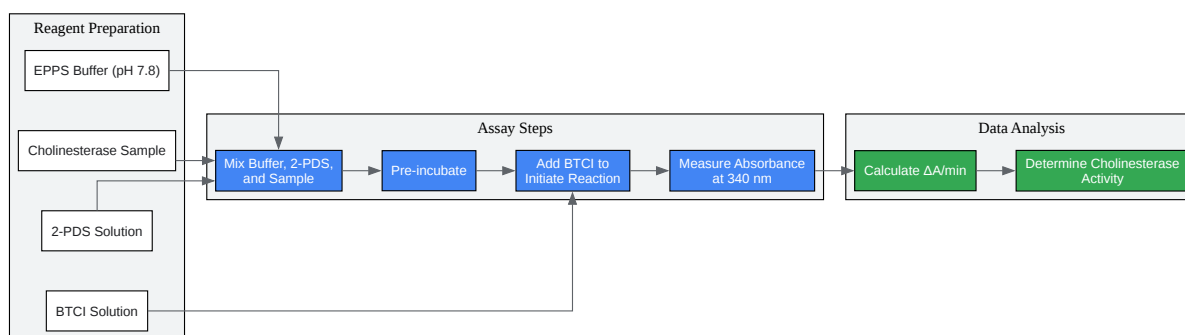 Reagent Preparation
EPPS Buffer (pH 7.8)
Cholinesterase Sample
2-PDS Solution
BTCI Solution
Assay Steps
Mix Buffer, 2-PDS,
and Sample
Pre-incubate
Add BTCI to
Initiate Reaction
Measure Absorbance
at 340 nm
Data Analysis
Calculate ΔA/min
Determine Cholinesterase
Activity